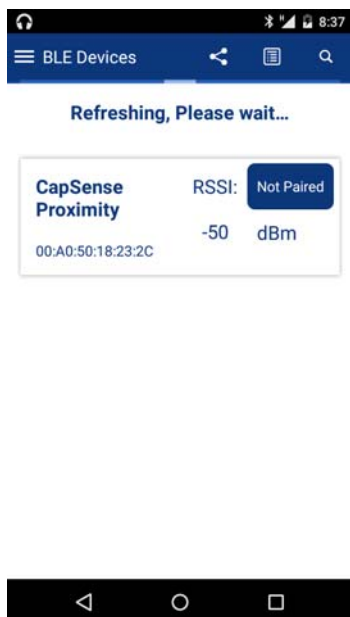 8:37
BLE Devices
Refreshing, Please wait...
CapSense
Proximity
00:A0:50:18:23:2C
RSSI:
Not Paired
-50 dBm